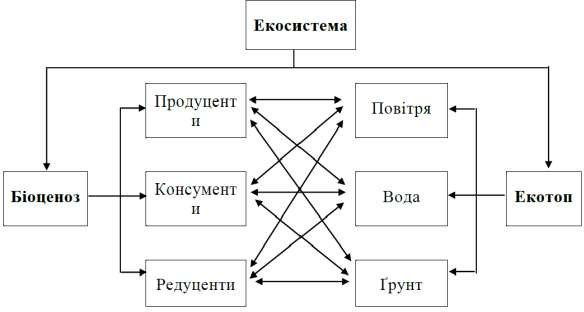 Екосистема
Продуцент
и
Повітря
Біоценоз
Консумент
и
Вода
Екотоп
Редуценти
Ґрунт